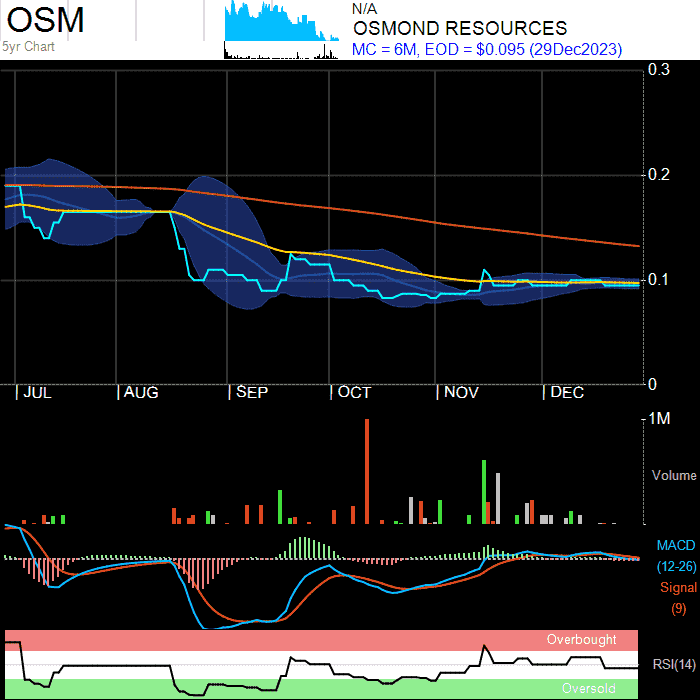 OSM
5yr Chart
N/A
OSMOND RESOURCES
MC = 6M, EOD = $0.095 (29Dec2023)
0.3
0.2
0.1
0
JUL AUG SEP OCT NOV DEC
1M
Volume
MACD
(12-26)
Signal
(9)
Overbought
RSI(14)
Oversold